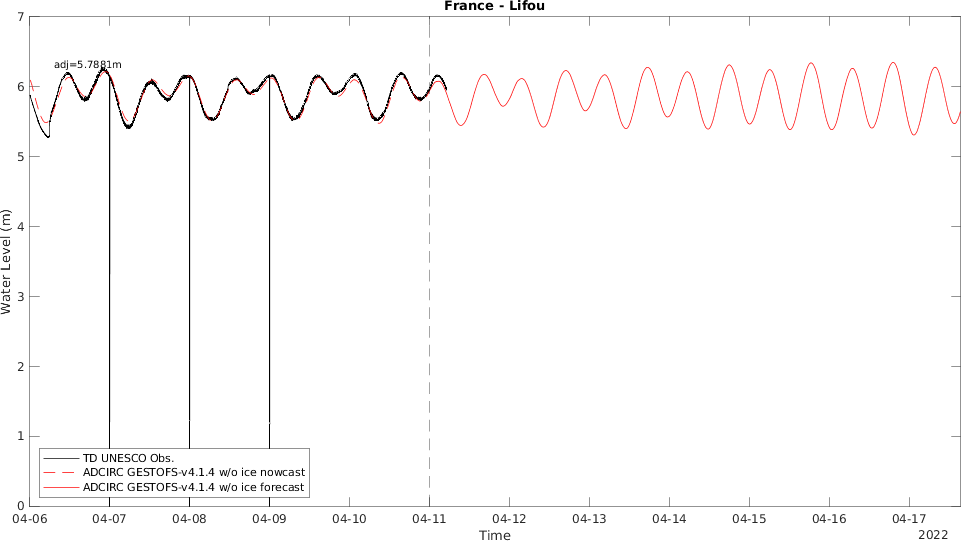 France - Lifou
adj=5.7881m
7
6
5
4
3
2
1
0
Water Level (m)
TD UNESCO Obs.
ADCIRC GESTOFS-v4.1.4 w/o ice nowcast
ADCIRC GESTOFS-v4.1.4 w/o ice forecast
04-06 04-07 04-08 04-09 04-10 04-11 04-12 04-13 04-14 04-15 04-16 04-17
Time
2022